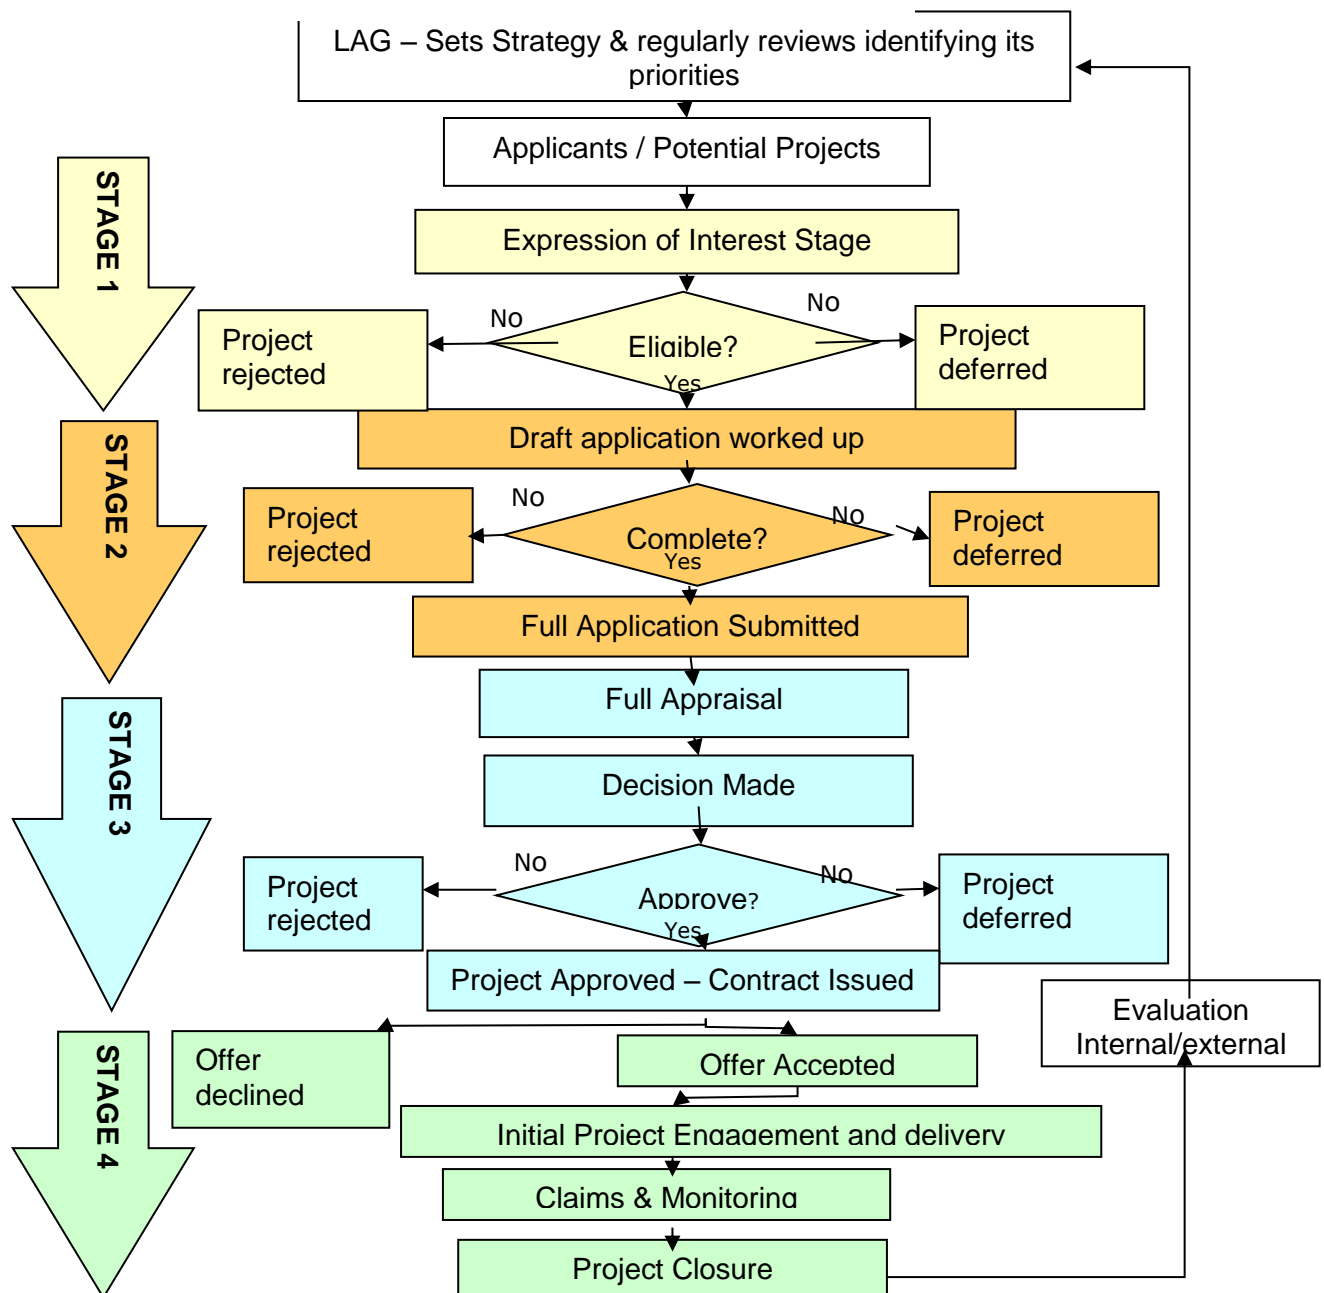 LAG – Sets Strategy & regularly reviews identifying its
priorities
Applicants / Potential Projects
STAGE 1
Expression of Interest Stage
No
No
Project
rejected
Eligible?
Project
deferred
Yes
STAGE 2
Draft application worked up
No
No
Project
rejected
Complete?
Project
deferred
Yes
Full Application Submitted
STAGE 3
Full Appraisal
Decision Made
No
No
Project
rejected
Approve?
Project
deferred
Yes
Project Approved – Contract Issued
Evaluation
Internal/external
STAGE 4
Offer
declined
Offer Accepted
Initial Project Engagement and delivery
Claims & Monitoring
Project Closure